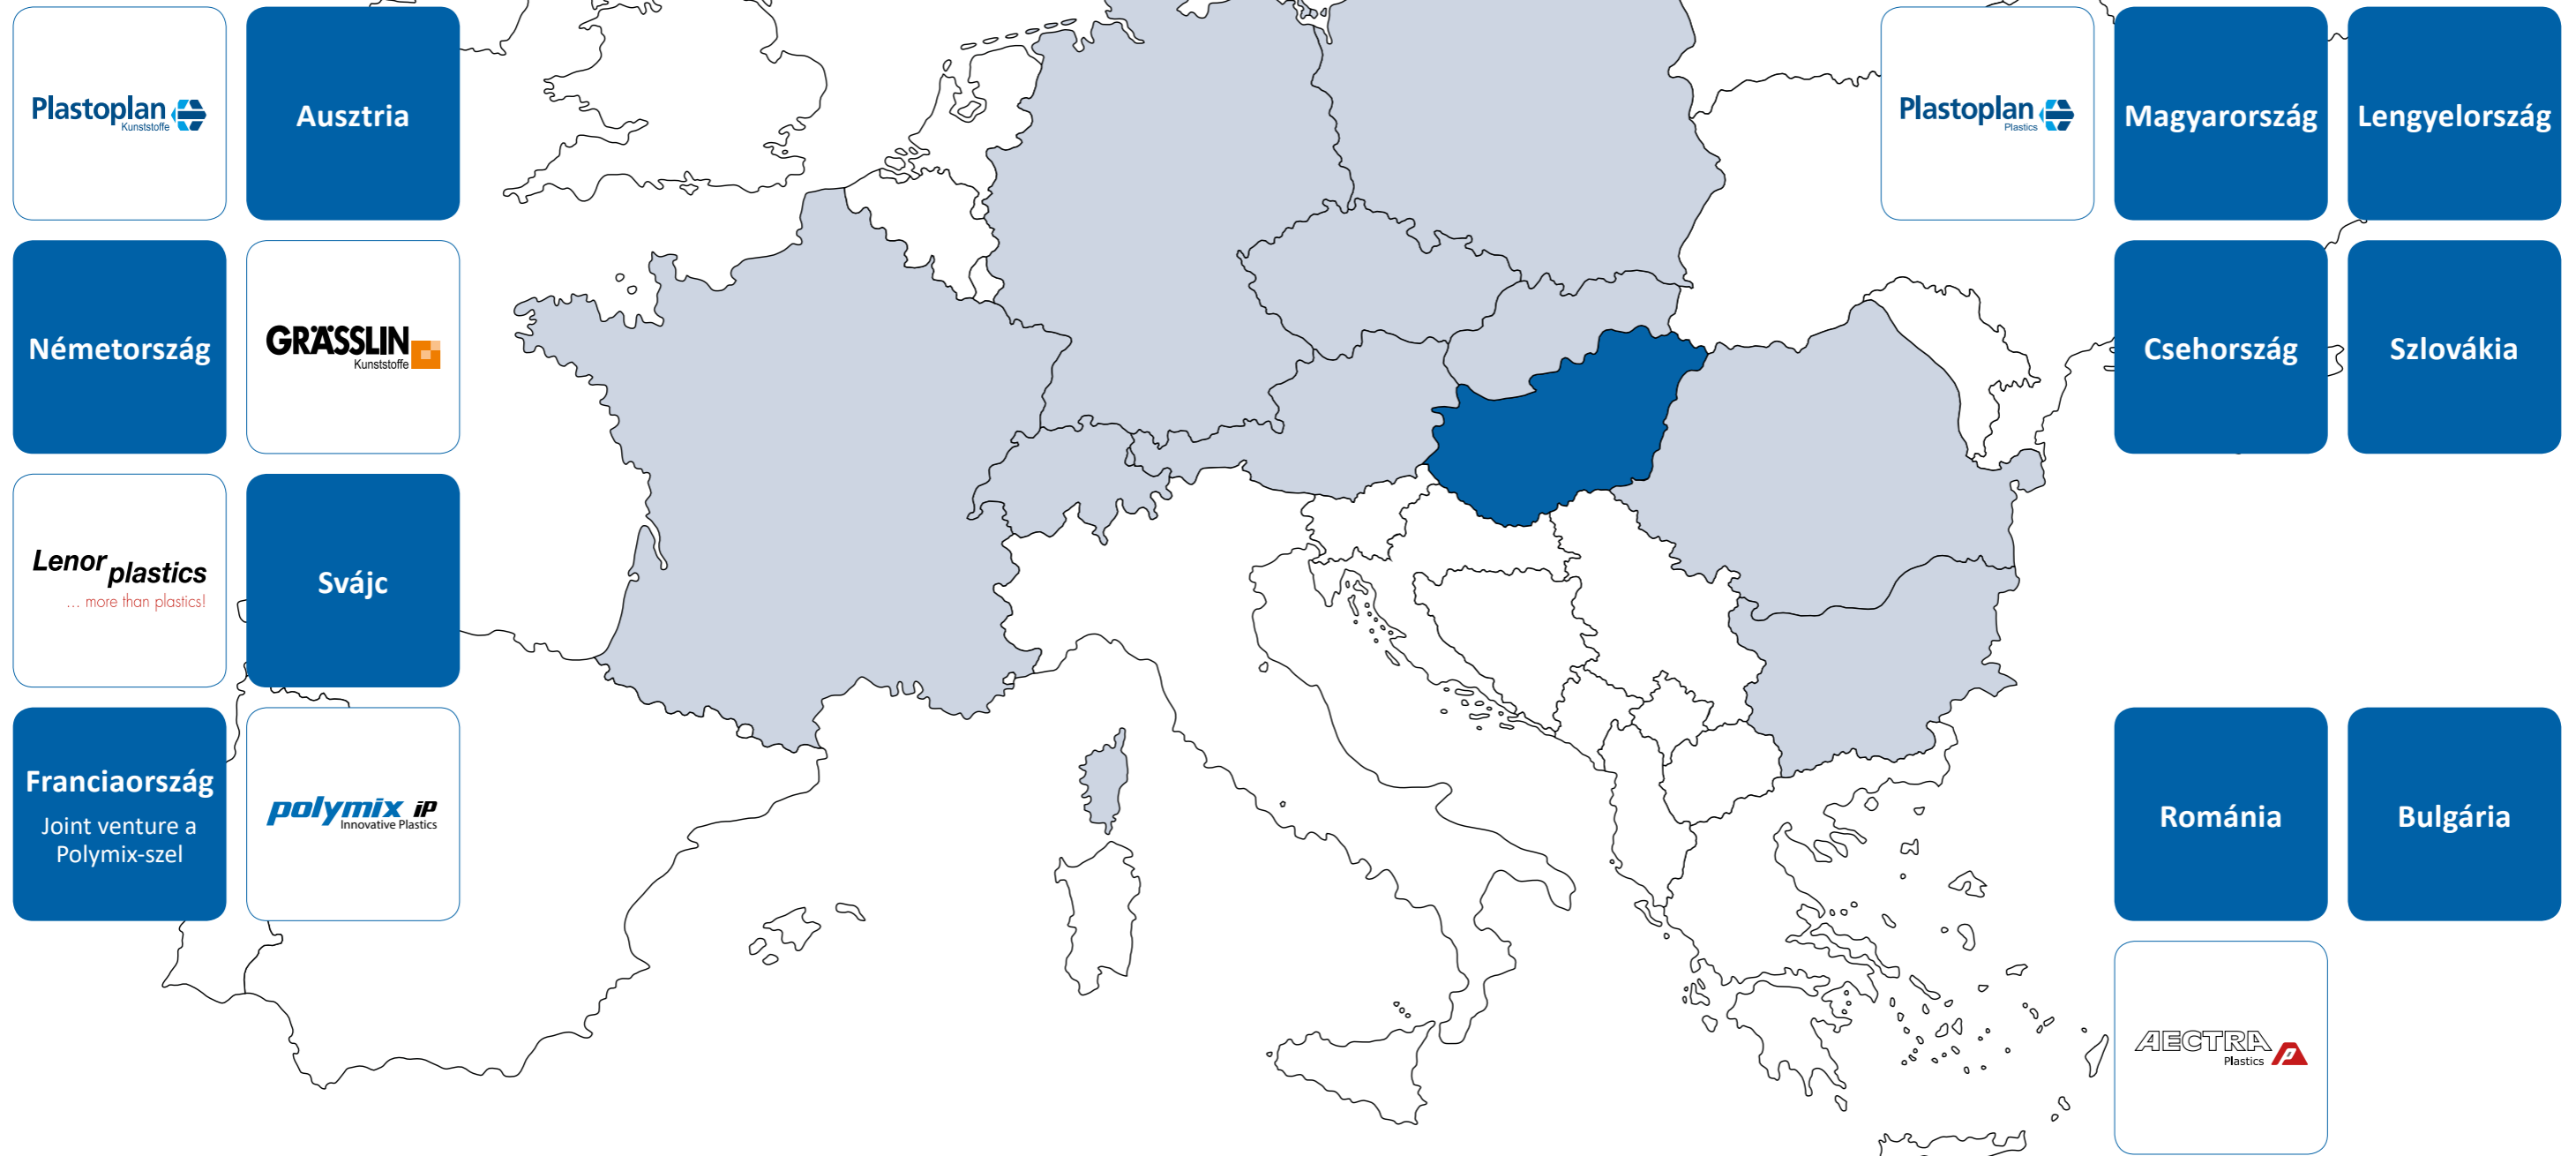 Plastoplan
Kunststoffe
Ausztria
Németország
GRÄSSLIN
Kunststoffe
Lenor plastics
... more than plastics!
Svájc
Franciaország
Joint venture a
Polymix-szel
polymix iP
Innovative Plastics
Plastoplan
Plastics
Magyarország
Lengyelország
Csehország
Szlovákia
Románia
Bulgária
AECTRA
Plastics
P